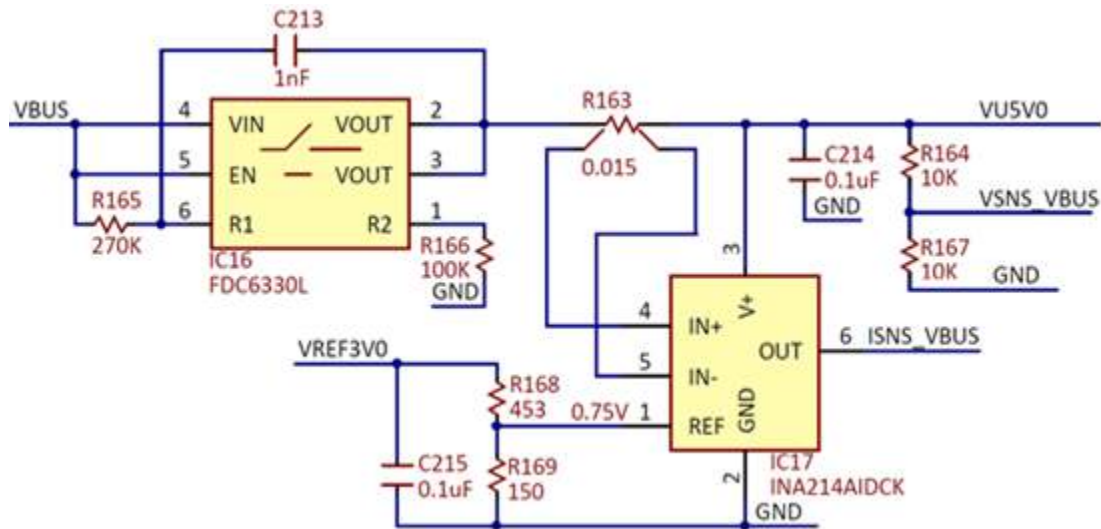 C213
1nF
VBUS
4
VIN
VOUT
2
5
EN
VOUT
3
R165
270K
6
R1
R2
1
IC16
FDC6330L
R166
100K
GND
R163
0.015
VU5V0
C214
0.1uF
GND
R164
10K
VSNS_VBUS
R167
10K
GND
3
V+
4
IN+
5
IN-
OUT
6
ISNS_VBUS
VREF3V0
R168
453
0.75V
1
REF
GND
2
C215
0.1uF
R169
150
IC17
INA214AIDCK
GND